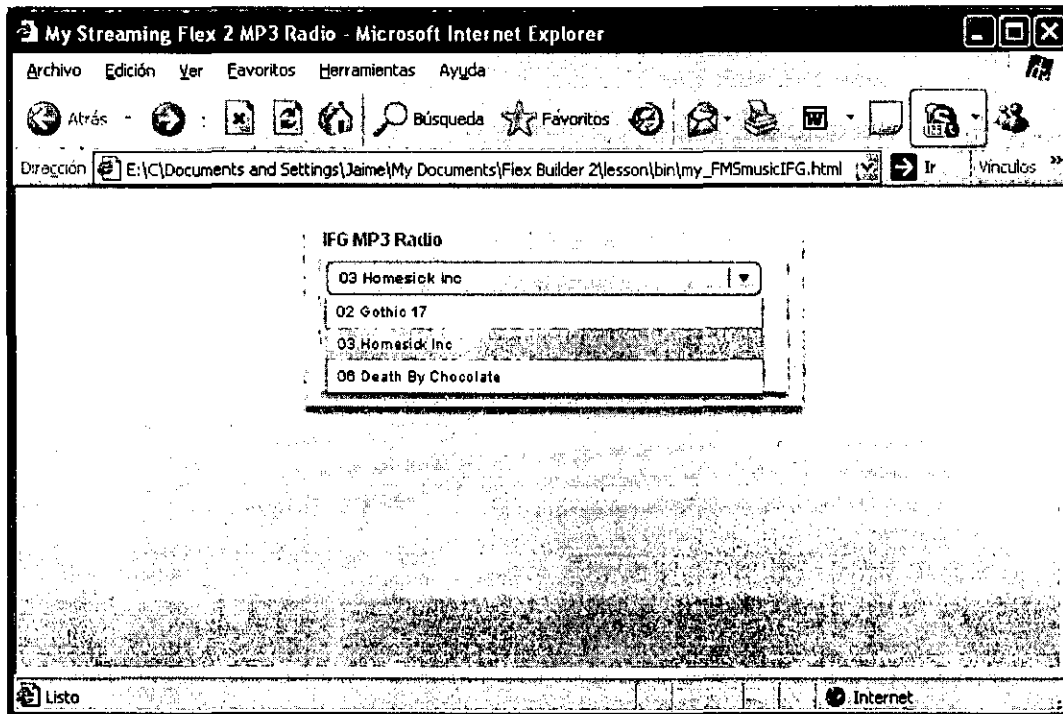 My Streaming Flex 2 MP3 Radio - Microsoft Internet Explorer
Archivo Edición Ver Favoritos Herramientas Ayuda
Atrás Búsqueda Favoritos
Dirección E:\C\Documents and Settings\Jaime\My Documents\Flex Builder 2\lesson\bin\my_FMSmusicIFG.html Ir Vínculos »
IFG MP3 Radio
03 Homesick Inc
02 Gothic 17
03 Homesick Inc
06 Death By Chocolate
Listo Internet